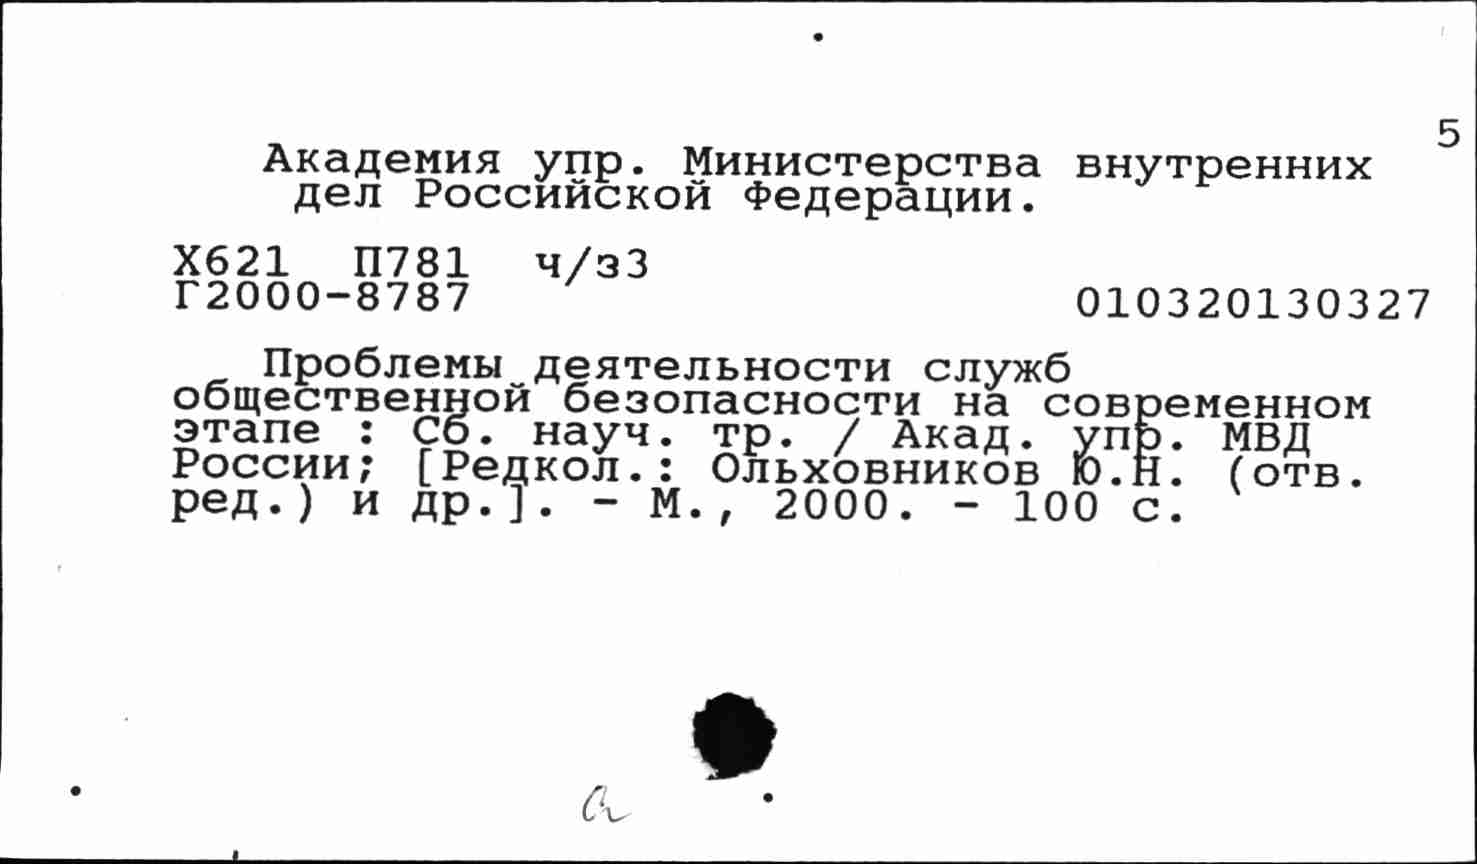 5
Академия упр. Министерства внутренних
дел Российской Федерации.
Х621 П781 ч/з3
Г2000-8787 010320130327
Проблемы деятельности служб
общественной безопасности на современном
этапе : Сб. науч. тр. / Акад. упр. МВД
России; [Редкол.: Ольховников Ю.Н. (отв.
ред.) и др.]. - М., 2000. - 100 с.